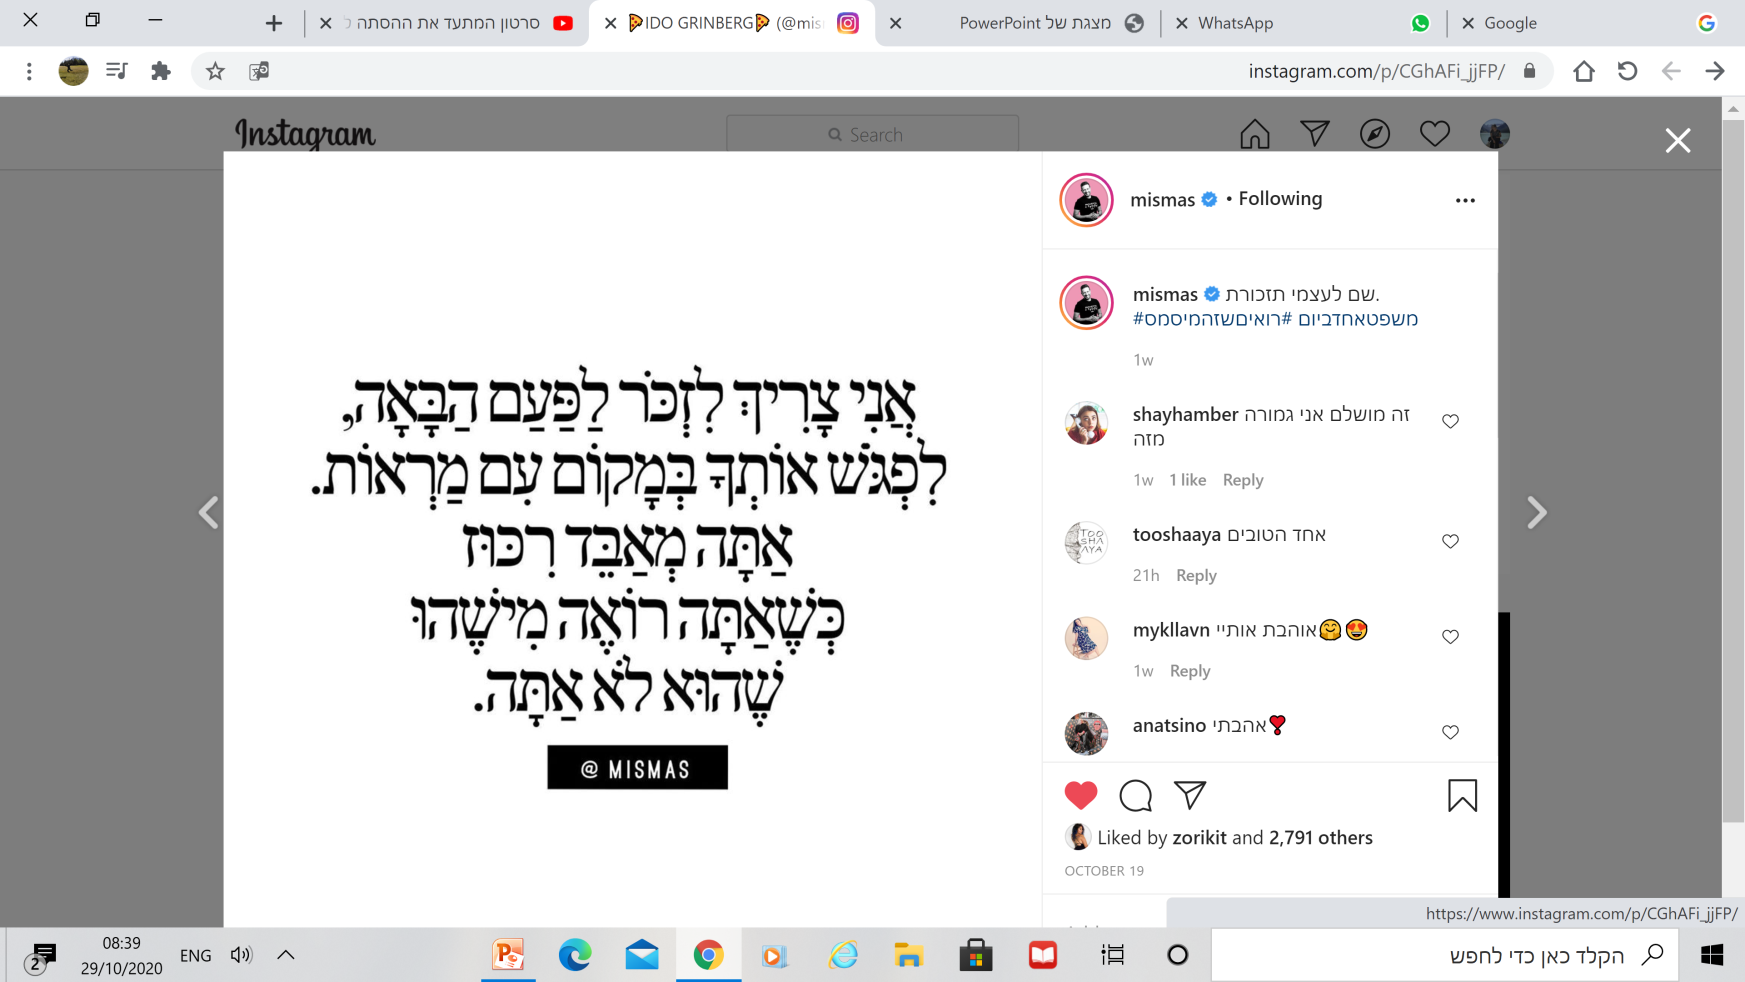 סרטון המתעד את ההסתה ל
IDO GRINBERG (@misr
מצגת של PowerPoint
WhatsApp
Google
instagram.com/p/CGhAFi_jjFP/
Instagram
Search
אֲנִי צָרִיךְ לִזְכֹּר לַפַּעַם הַבָּאָה,
לִפְגֹּשׁ אוֹתְךָ בְּמָקוֹם עִם מַרְאוֹת.
אַתָּה מְאַבֵּד רִכּוּז
כְּשֶׁאַתָּה רוֹאֶה מִישֶׁהוּ
שֶׁהוּא לֹא אַתָּה.
@ MISMAS
mismas • Following
mismas שם לעצמי תזכורת.
#משפטאחדביום #רואיםשזהמיסמס
1w
shayhamber זה מושלם אני גמורה
מזה
1w 1 like Reply
tooshaaya אחד הטובים
21h Reply
mykllavn אוהבת אותיי🤗😍
1w Reply
anatsino אהבתי❣
Liked by zorikit and 2,791 others
OCTOBER 19
https://www.instagram.com/p/CGhAFi_jjFP/
2
08:39
29/10/2020
ENG
הקלד כאן כדי לחפש